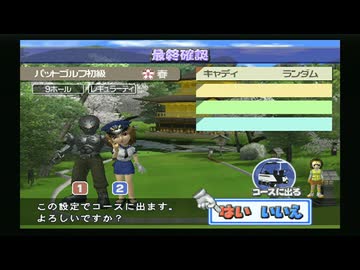 最終確認
パットゴルフ初級
春
キャディ
ランダム
9ホール
レギュラーティ
1
2
コースに出る
この設定でコースに出ます。
よろしいですか？
はい
いいえ